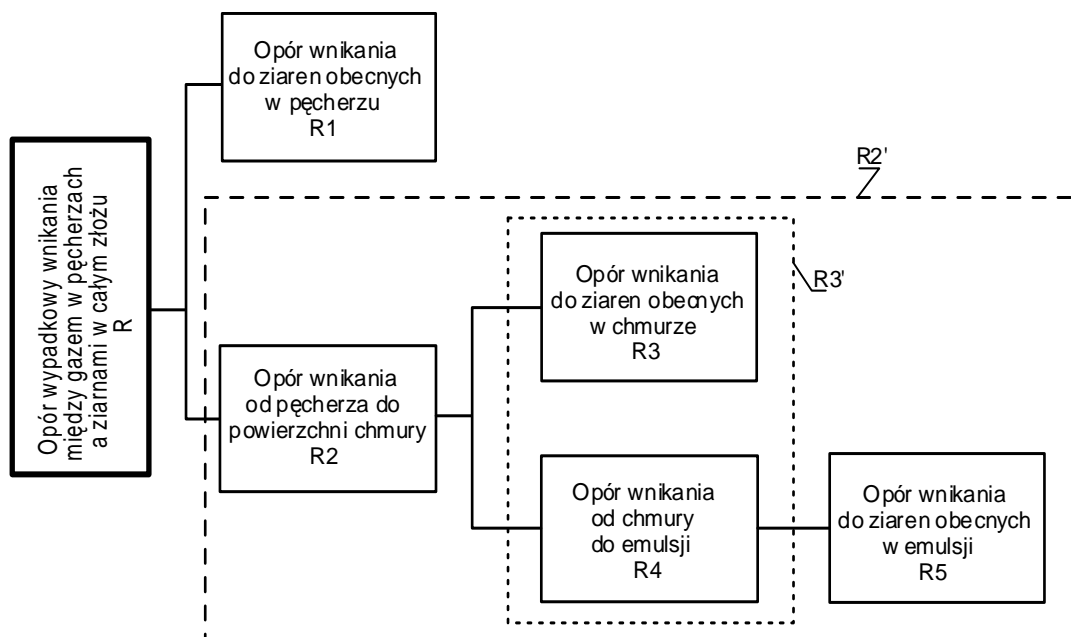 Opór wnikania
do ziaren obecnych
w pęcherzu
R1
Opór wypadkowy wnikania
między gazem w pęcherzach
a ziarnami w całym złożu
R
R2'
Opór wnikania
do ziaren obecnych
w chmurze
R3
R3'
Opór wnikania
od pęcherza do
powierzchni chmury
R2
Opór wnikania
od chmury
do emulsji
R4
Opór wnikania
do ziaren obecnych
w emulsji
R5